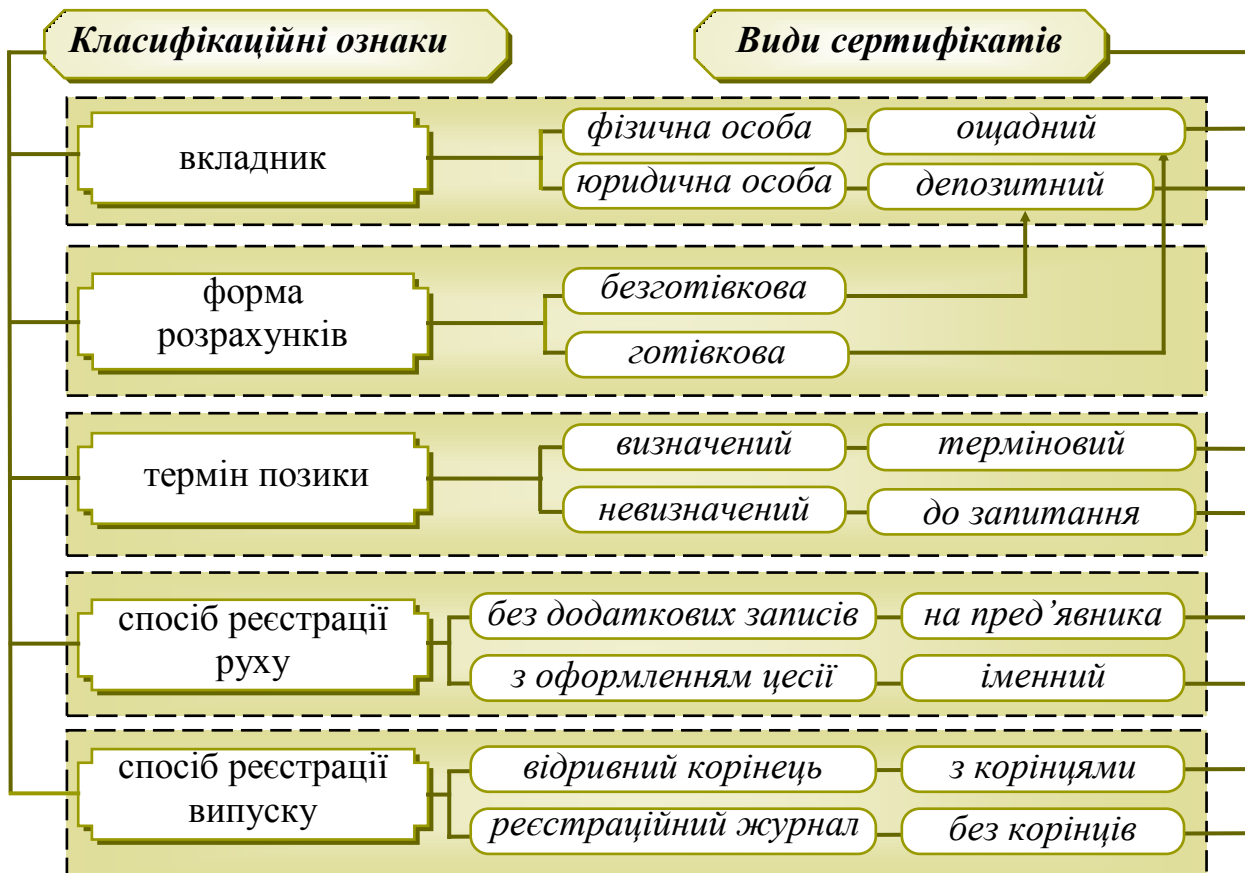 Класифікаційні ознаки
Види сертифікатів
вкладник
фізична особа
ощадний
юридична особа
депозитний
форма
розрахунків
безготівкова
готівкова
термін позики
визначений
терміновий
невизначений
до запитання
спосіб реєстрації
руху
без додаткових записів
на пред’явника
з оформленням цесії
іменний
спосіб реєстрації
випуску
відривний корінець
з корінцями
реєстраційний журнал
без корінців